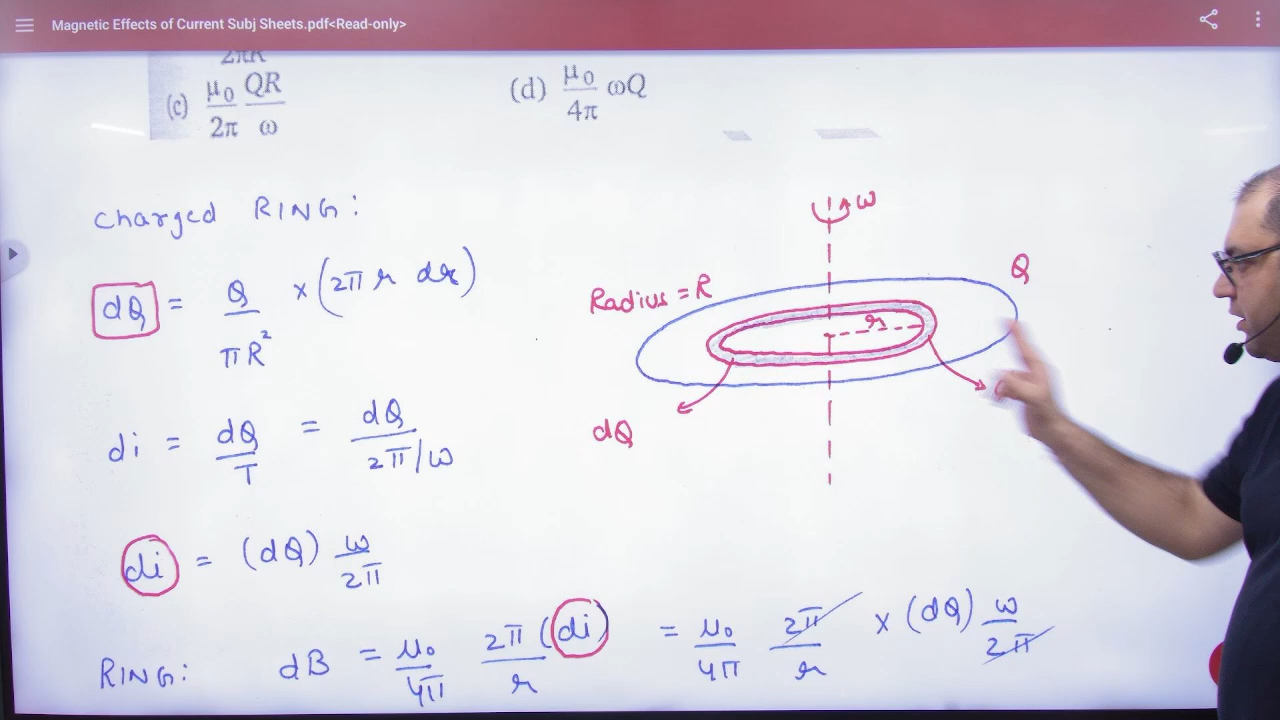 Magnetic Effects of Current Subj Sheets.pdf<Read-only>
2πR
(c) μ₀/2π QR/ω
(d) μ₀/4π ωQ
Charged RING:
dQ = Q/πR² × (2π r dr)
Radius = R
ω
Q
r
dQ
di = dQ/T = dQ/2π/ω
di = (dQ) ω/2π
RING: dB = μ₀/4π 2π(di)/r = μ₀/4π 2π/r × (dQ) ω/2π